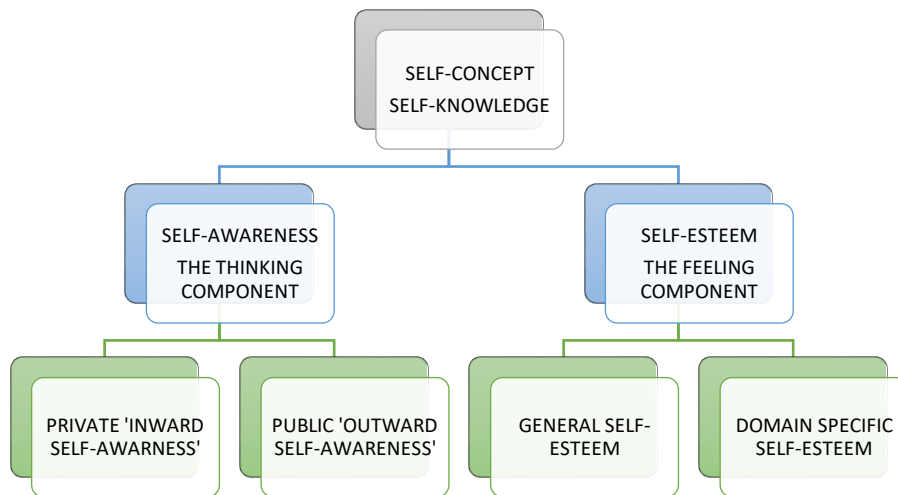 SELF-CONCEPT
SELF-KNOWLEDGE
SELF-AWARENESS
THE THINKING
COMPONENT
SELF-ESTEEM
THE FEELING
COMPONENT
PRIVATE 'INWARD
SELF-AWARNESS'
PUBLIC 'OUTWARD
SELF-AWARENESS'
GENERAL SELF-
ESTEEM
DOMAIN SPECIFIC
SELF-ESTEEM